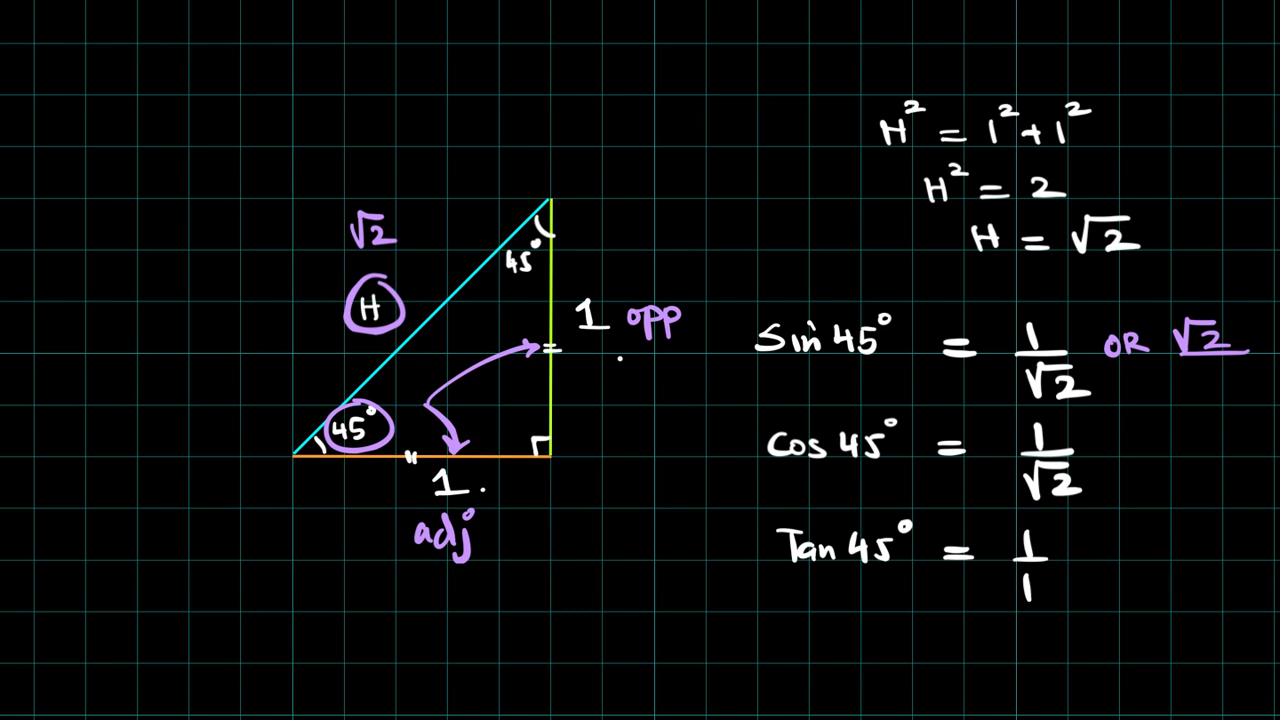 H² = 1² + 1²
H² = 2
H = √2
√2
H
45°
1 opp
45°
1
adj
Sin 45° = 1/√2 OR √2
Cos 45° = 1/√2
Tan 45° = 1/1